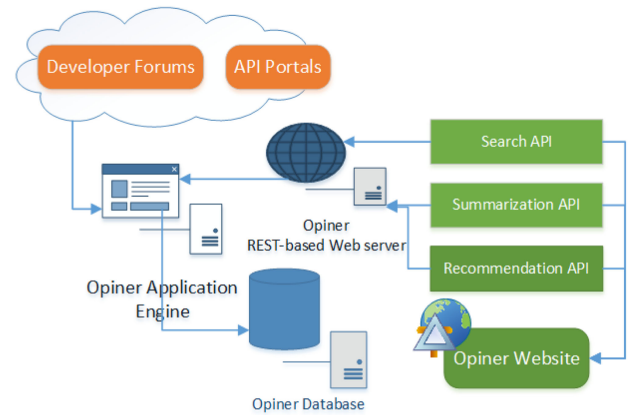 Developer Forums
API Portals
Search API
Summarization API
Opiner
REST-based Web server
Recommendation API
Opiner Application
Engine
Opiner Website
Opiner Database